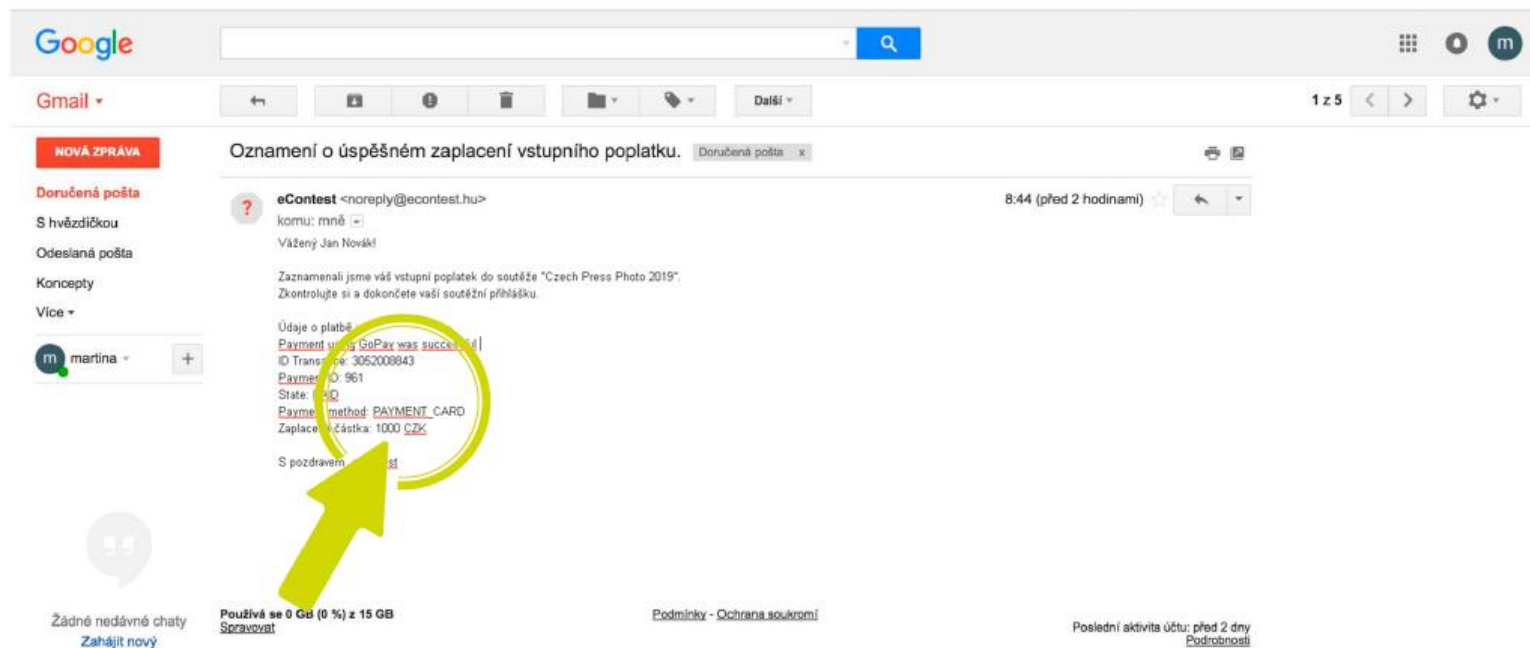 Google
m
Gmail
Další
1 z 5
NOVÁ ZPRÁVA
Oznamení o úspěšném zaplacení vstupního poplatku.
Doručená pošta x
Doručená pošta
S hvězdičkou
Odeslaná pošta
Koncepty
Více
m martina
+
?
eContest <noreply@econtest.hu>
8:44 (před 2 hodinami)
komu: mně
Vážený Jan Novák!
Zaznamenali jsme váš vstupní poplatek do soutěže "Czech Press Photo 2019".
Zkontrolujte si a dokončete vaší soutěžní přihlášku.
Údaje o platbě
Payment using GoPay was successful
ID Transakce: 3052008843
Payment ID: 961
State: PAID
Payment method: PAYMENT_CARD
Zaplacená částka: 1000 CZK
S pozdravem
Žádné nedávné chaty
Zahájit nový
Používá se 0 GB (0 %) z 15 GB
Spravovat
Podmínky - Ochrana soukromí
Poslední aktivita účtu: před 2 dny
Podrobnosti